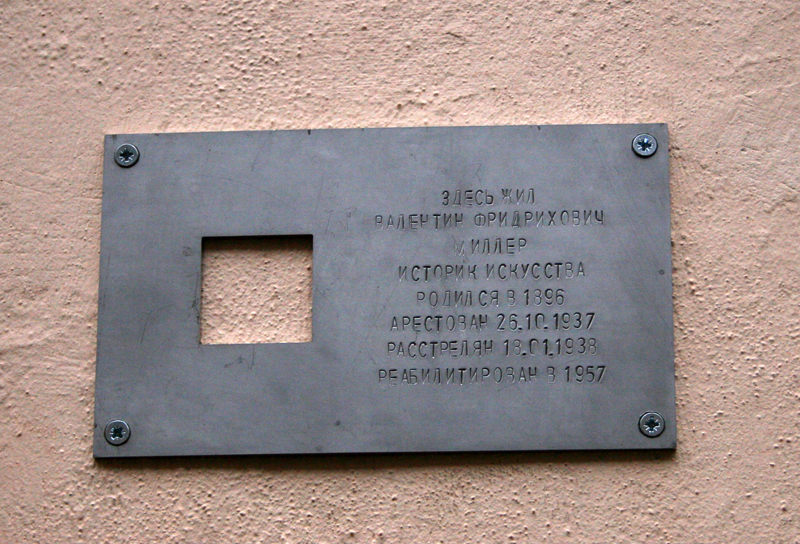 ЗДЕСЬ ЖИЛ
ВАЛЕНТИН ФРИДРИХОВИЧ
МИЛЛЕР
ИСТОРИК ИСКУССТВА
РОДИЛСЯ В 1896
АРЕСТОВАН 26.10.1937
РАССТРЕЛЯН 18.01.1938
РЕАБИЛИТИРОВАН В 1957